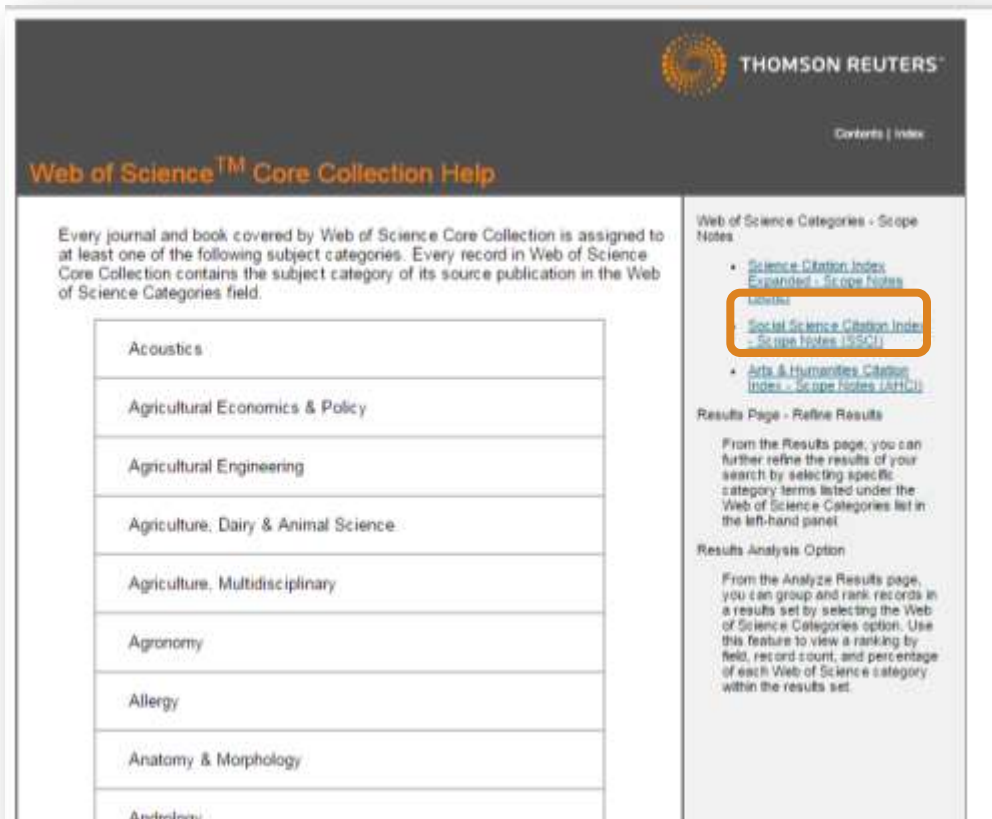 THOMSON REUTERS™
Contents | Index
Web of Science™ Core Collection Help
Every journal and book covered by Web of Science Core Collection is assigned to
at least one of the following subject categories. Every record in Web of Science
Core Collection contains the subject category of its source publication in the Web
of Science Categories field.
Acoustics
Agricultural Economics & Policy
Agricultural Engineering
Agriculture, Dairy & Animal Science
Agriculture, Multidisciplinary
Agronomy
Allergy
Anatomy & Morphology
Andrology
Web of Science Categories - Scope
Notes
• Science Citation Index
Expanded - Scope Notes
• Social Science Citation Index
- Scope Notes (SSCI)
• Arts & Humanities Citation
Index - Scope Notes (AHCI)
Results Page - Refine Results
From the Results page, you can
further refine the results of your
search by selecting specific
category terms listed under the
Web of Science Categories list in
the left-hand panel.
Results Analysis Option
From the Analyze Results page,
you can group and rank records in
a results set by selecting the Web
of Science Categories option. Use
this feature to view a ranking by
field, record count, and percentage
of each Web of Science category
within the results set.